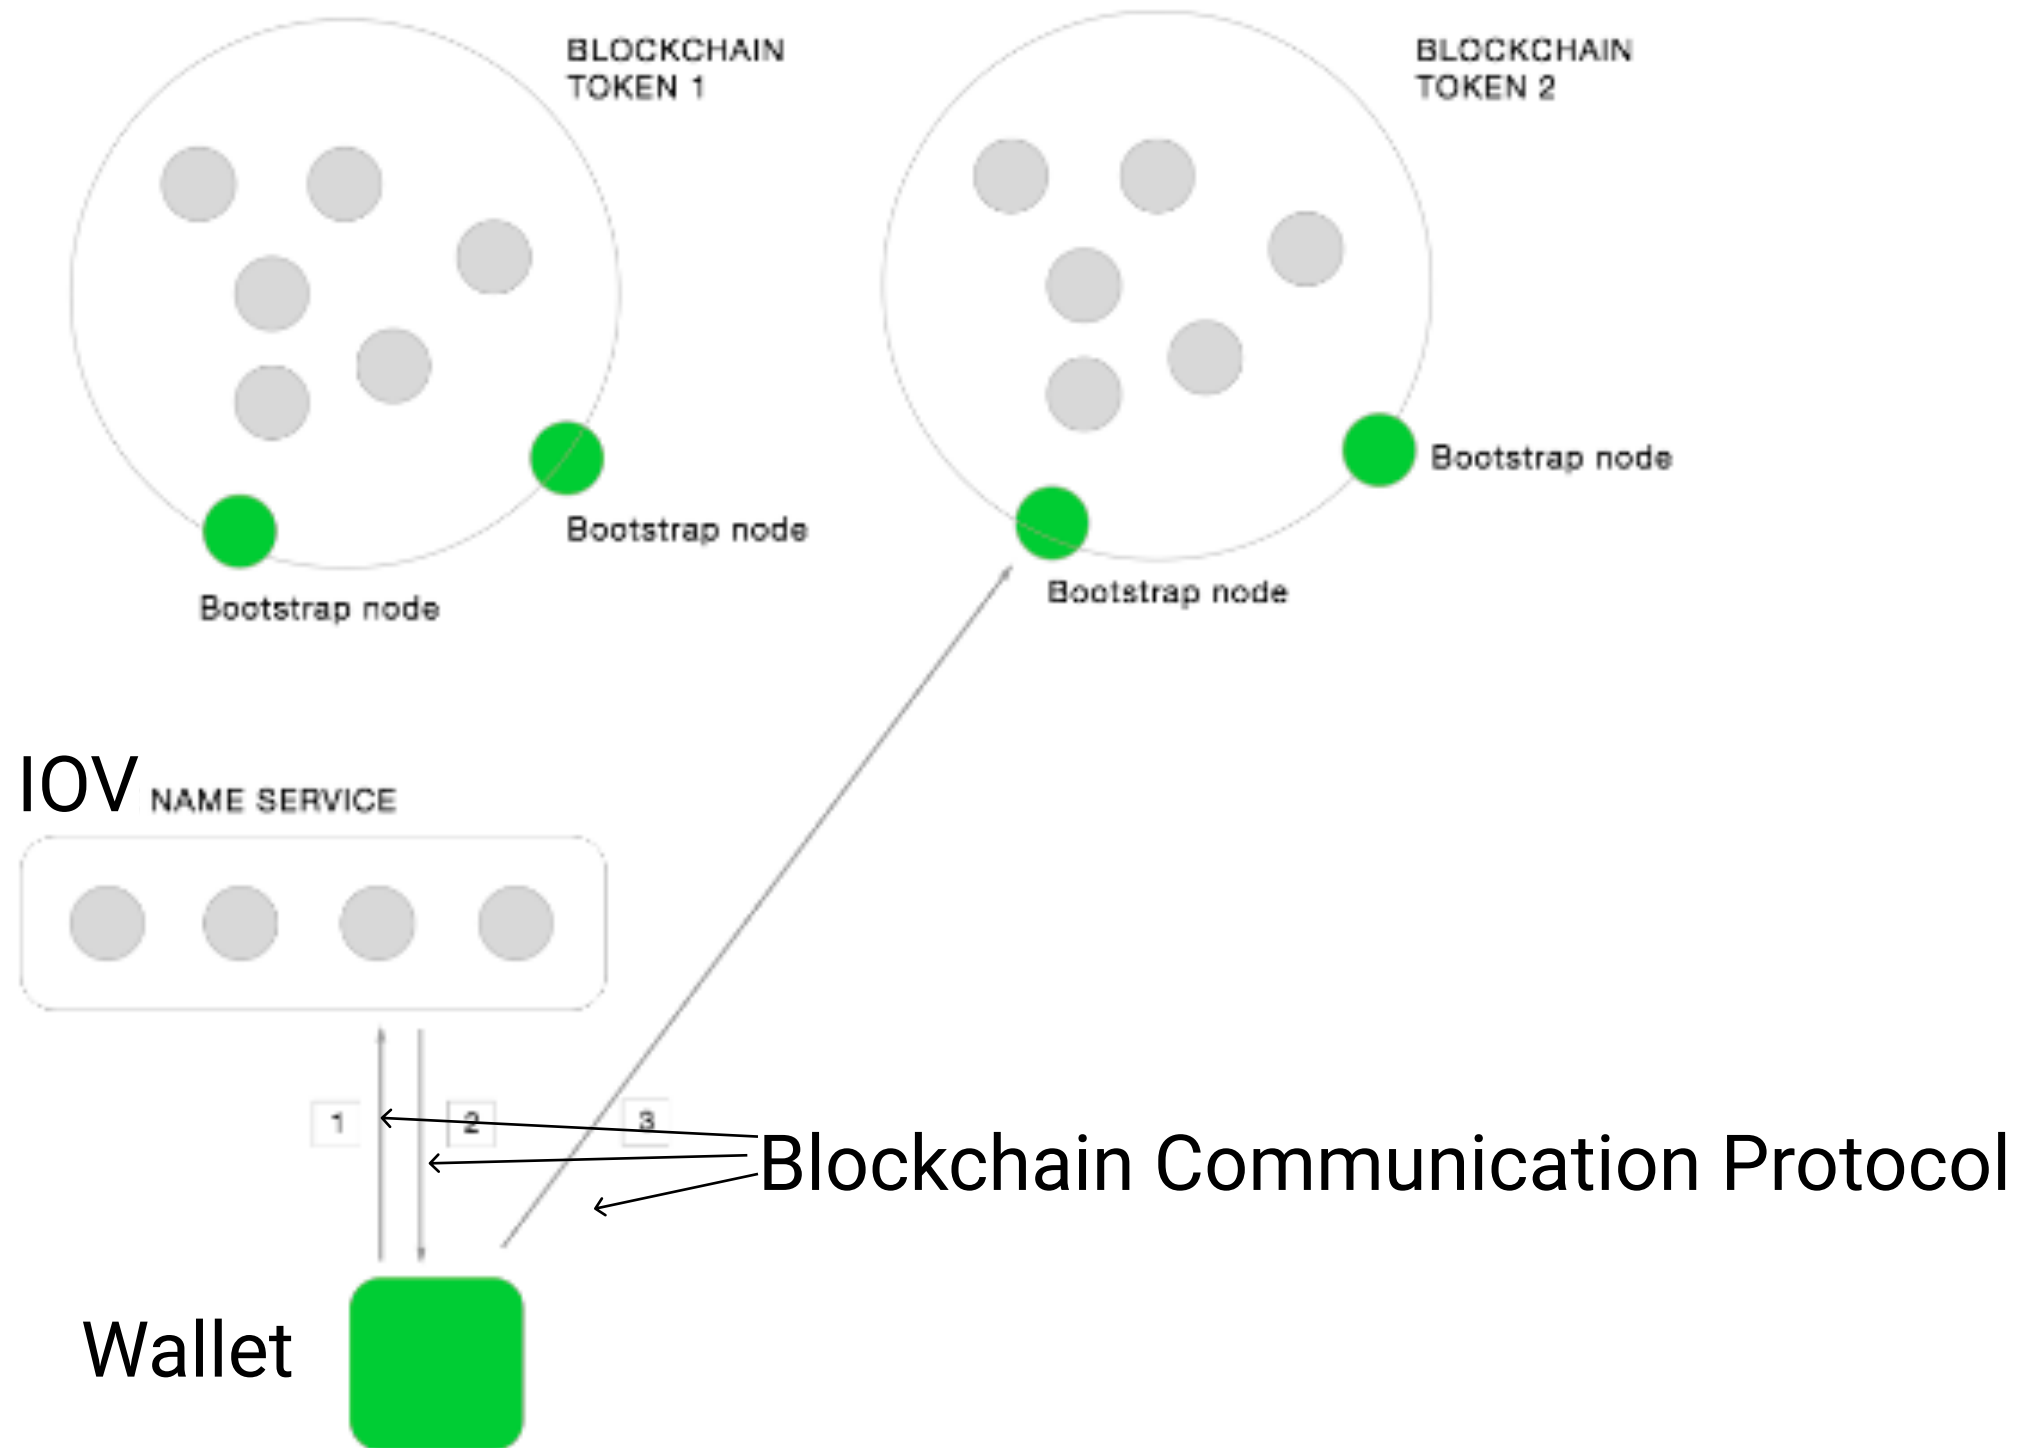 BLOCKCHAIN
TOKEN 1
BLOCKCHAIN
TOKEN 2
Bootstrap node
Bootstrap node
Bootstrap node
Bootstrap node
IOV NAME SERVICE
1
2
3
Blockchain Communication Protocol
Wallet